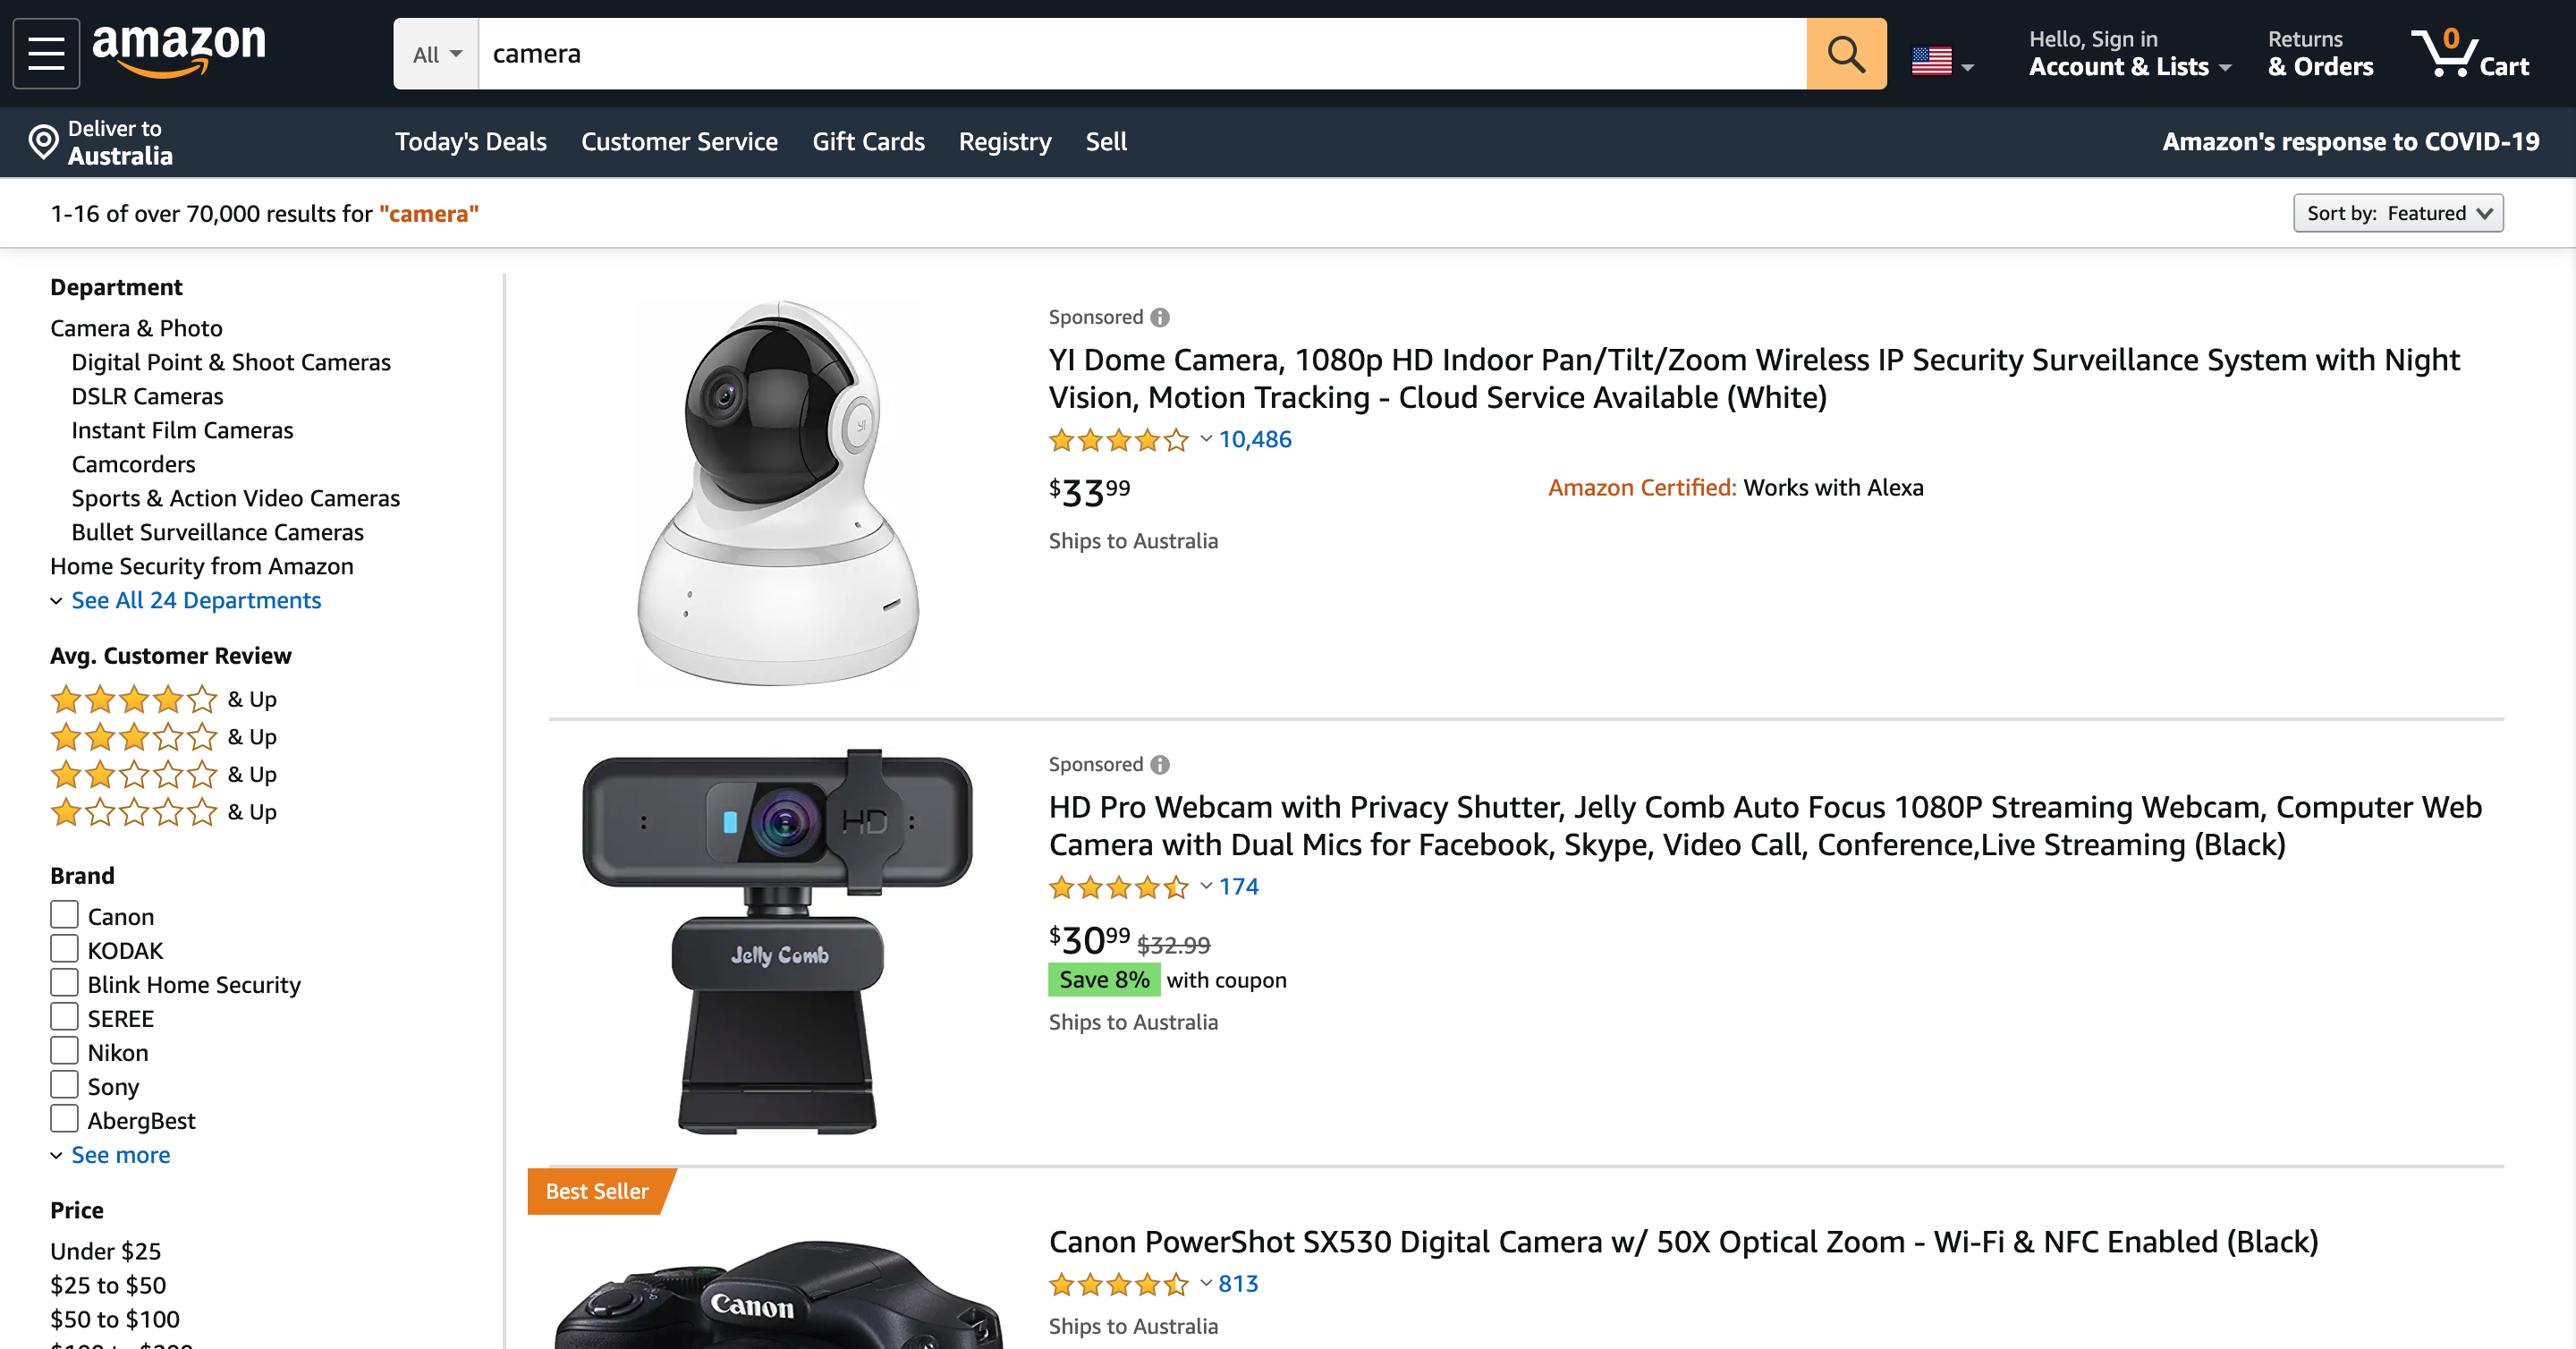 amazon
All
camera
Hello, Sign in
Account & Lists
Returns
& Orders
0
Cart
Deliver to
Australia
Today's Deals
Customer Service
Gift Cards
Registry
Sell
Amazon's response to COVID-19
1-16 of over 70,000 results for "camera"
Sort by: Featured
Department
Camera & Photo
Digital Point & Shoot Cameras
DSLR Cameras
Instant Film Cameras
Camcorders
Sports & Action Video Cameras
Bullet Surveillance Cameras
Home Security from Amazon
See All 24 Departments
Avg. Customer Review
& Up
& Up
& Up
& Up
Brand
Canon
KODAK
Blink Home Security
SEREE
Nikon
Sony
AbergBest
See more
Price
Under $25
$25 to $50
$50 to $100
YI
Sponsored
YI Dome Camera, 1080p HD Indoor Pan/Tilt/Zoom Wireless IP Security Surveillance System with Night
Vision, Motion Tracking - Cloud Service Available (White)
10,486
$33 99
Amazon Certified: Works with Alexa
Ships to Australia
HD
Jelly Comb
Sponsored
HD Pro Webcam with Privacy Shutter, Jelly Comb Auto Focus 1080P Streaming Webcam, Computer Web
Camera with Dual Mics for Facebook, Skype, Video Call, Conference,Live Streaming (Black)
174
$30 99 $32.99
Save 8% with coupon
Ships to Australia
Best Seller
Canon
Canon PowerShot SX530 Digital Camera w/ 50X Optical Zoom - Wi-Fi & NFC Enabled (Black)
813
Ships to Australia